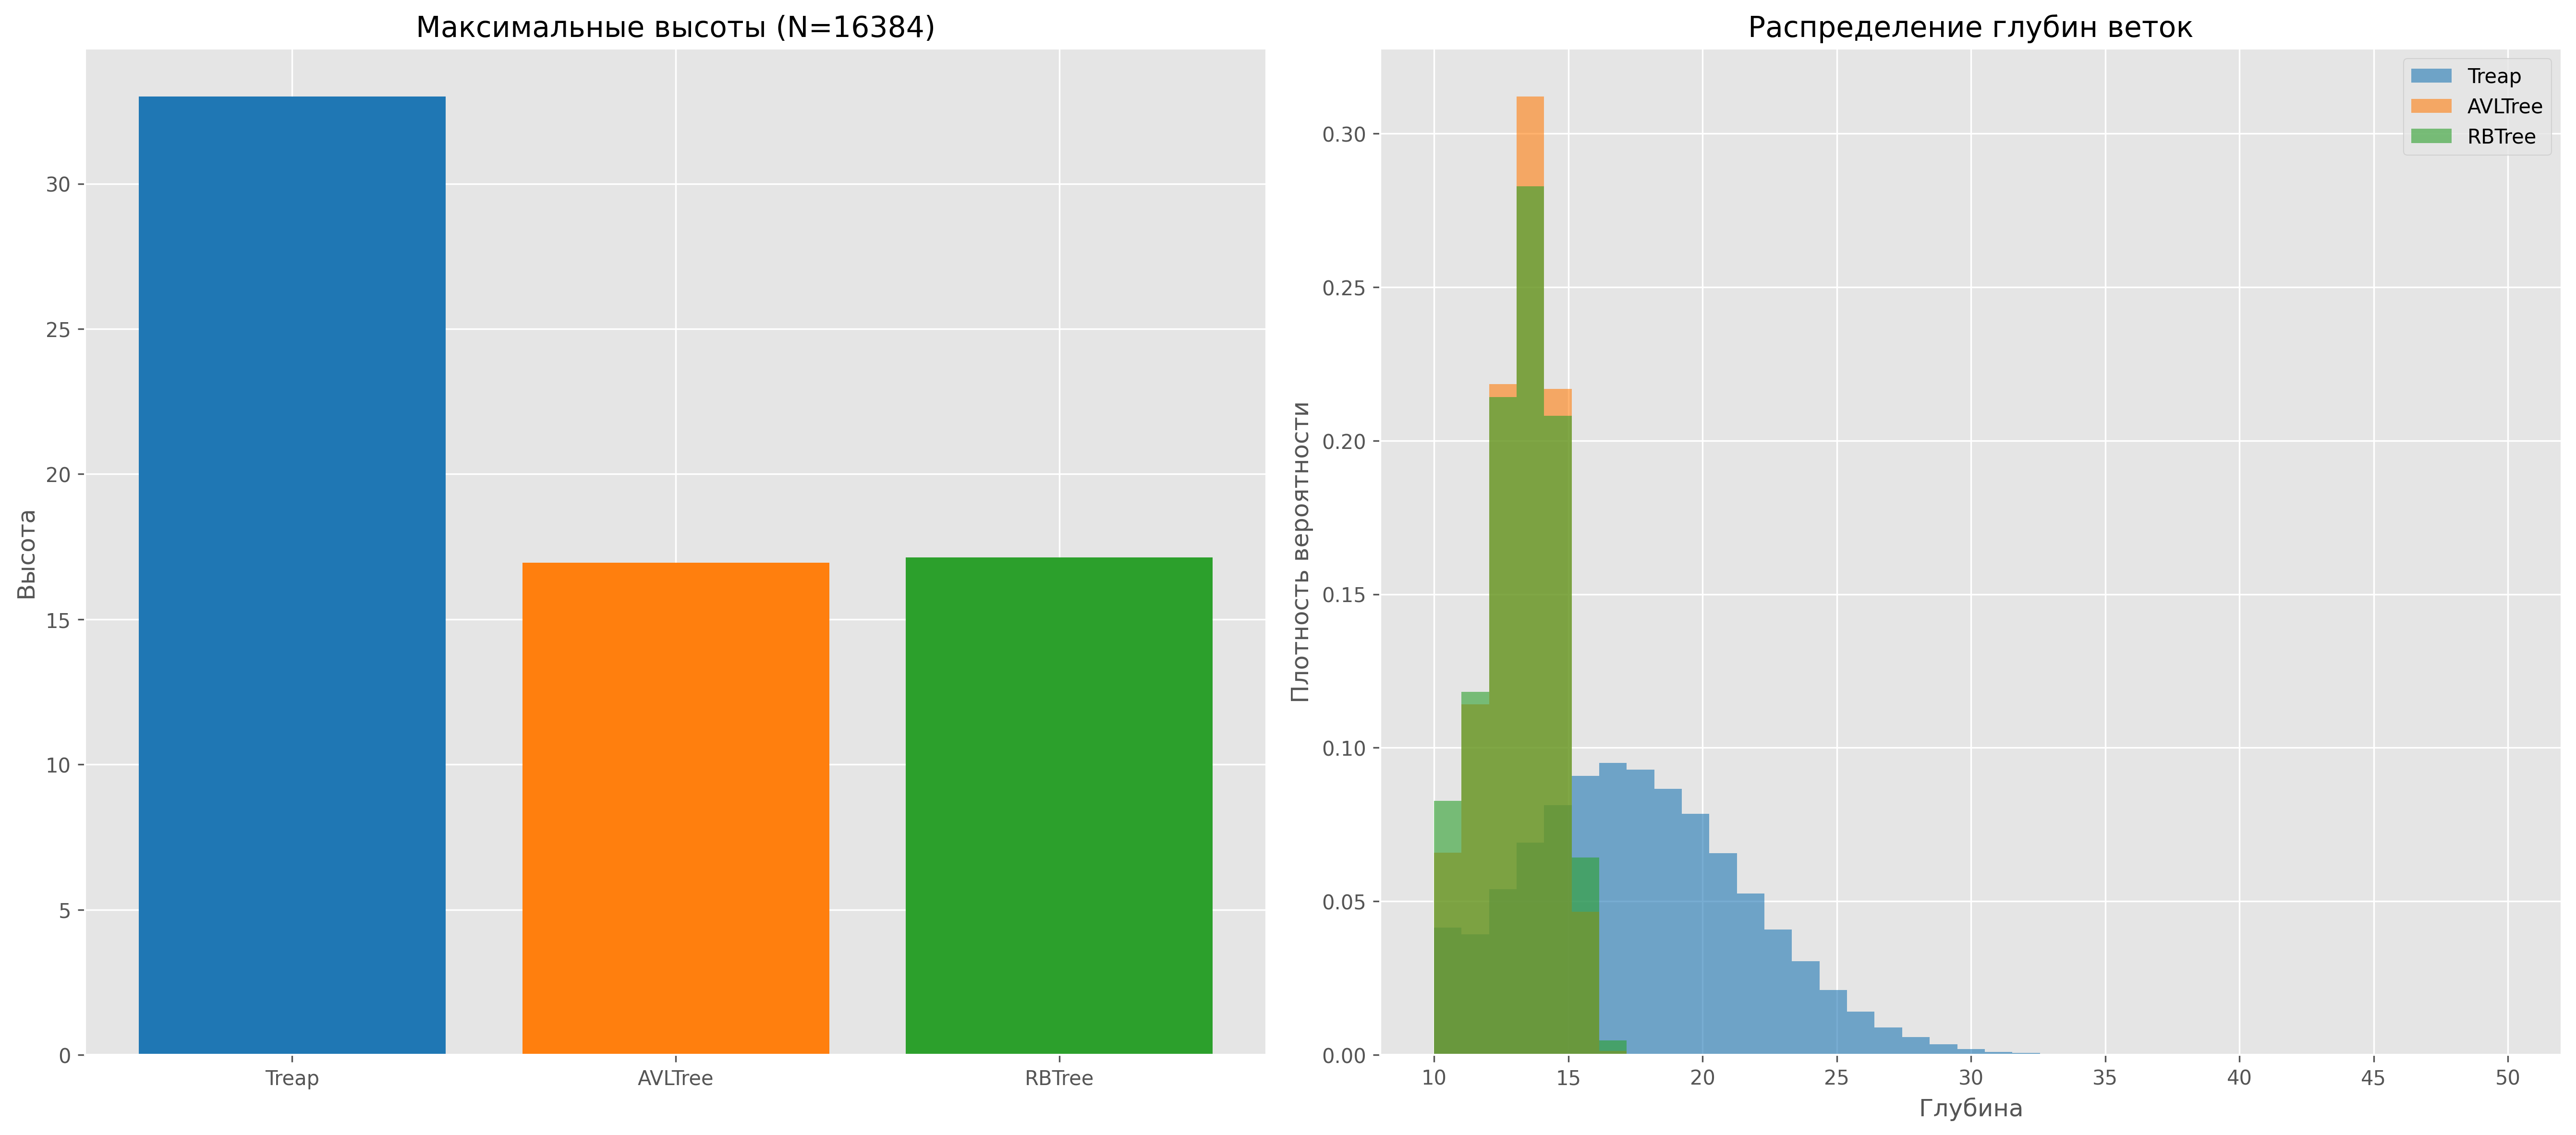 Максимальные высоты (N=16384)
Высота
30
25
20
15
10
5
0
Treap
AVLTree
RBTree
Распределение глубин веток
Плотность вероятности
0.30
0.25
0.20
0.15
0.10
0.05
0.00
10
15
20
25
30
35
40
45
50
Глубина
Treap
AVLTree
RBTree